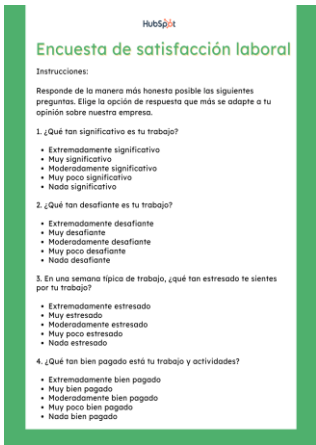 HubSpot
Encuesta de satisfacción laboral
Instrucciones:
Responde de la manera más honesta posible las siguientes
preguntas. Elige la opción de respuesta que más se adapte a tu
opinión sobre nuestra empresa.
1. ¿Qué tan significativo es tu trabajo?
• Extremadamente significativo
• Muy significativo
• Moderadamente significativo
• Muy poco significativo
• Nada significativo
2. ¿Qué tan desafiante es tu trabajo?
• Extremadamente desafiante
• Muy desafiante
• Moderadamente desafiante
• Muy poco desafiante
• Nada desafiante
3. En una semana típica de trabajo, ¿qué tan estresado te sientes
por tu trabajo?
• Extremadamente estresado
• Muy estresado
• Moderadamente estresado
• Muy poco estresado
• Nada estresado
4. ¿Qué tan bien pagado está tu trabajo y actividades?
• Extremadamente bien pagado
• Muy bien pagado
• Moderadamente bien pagado
• Muy poco bien pagado
• Nada bien pagado